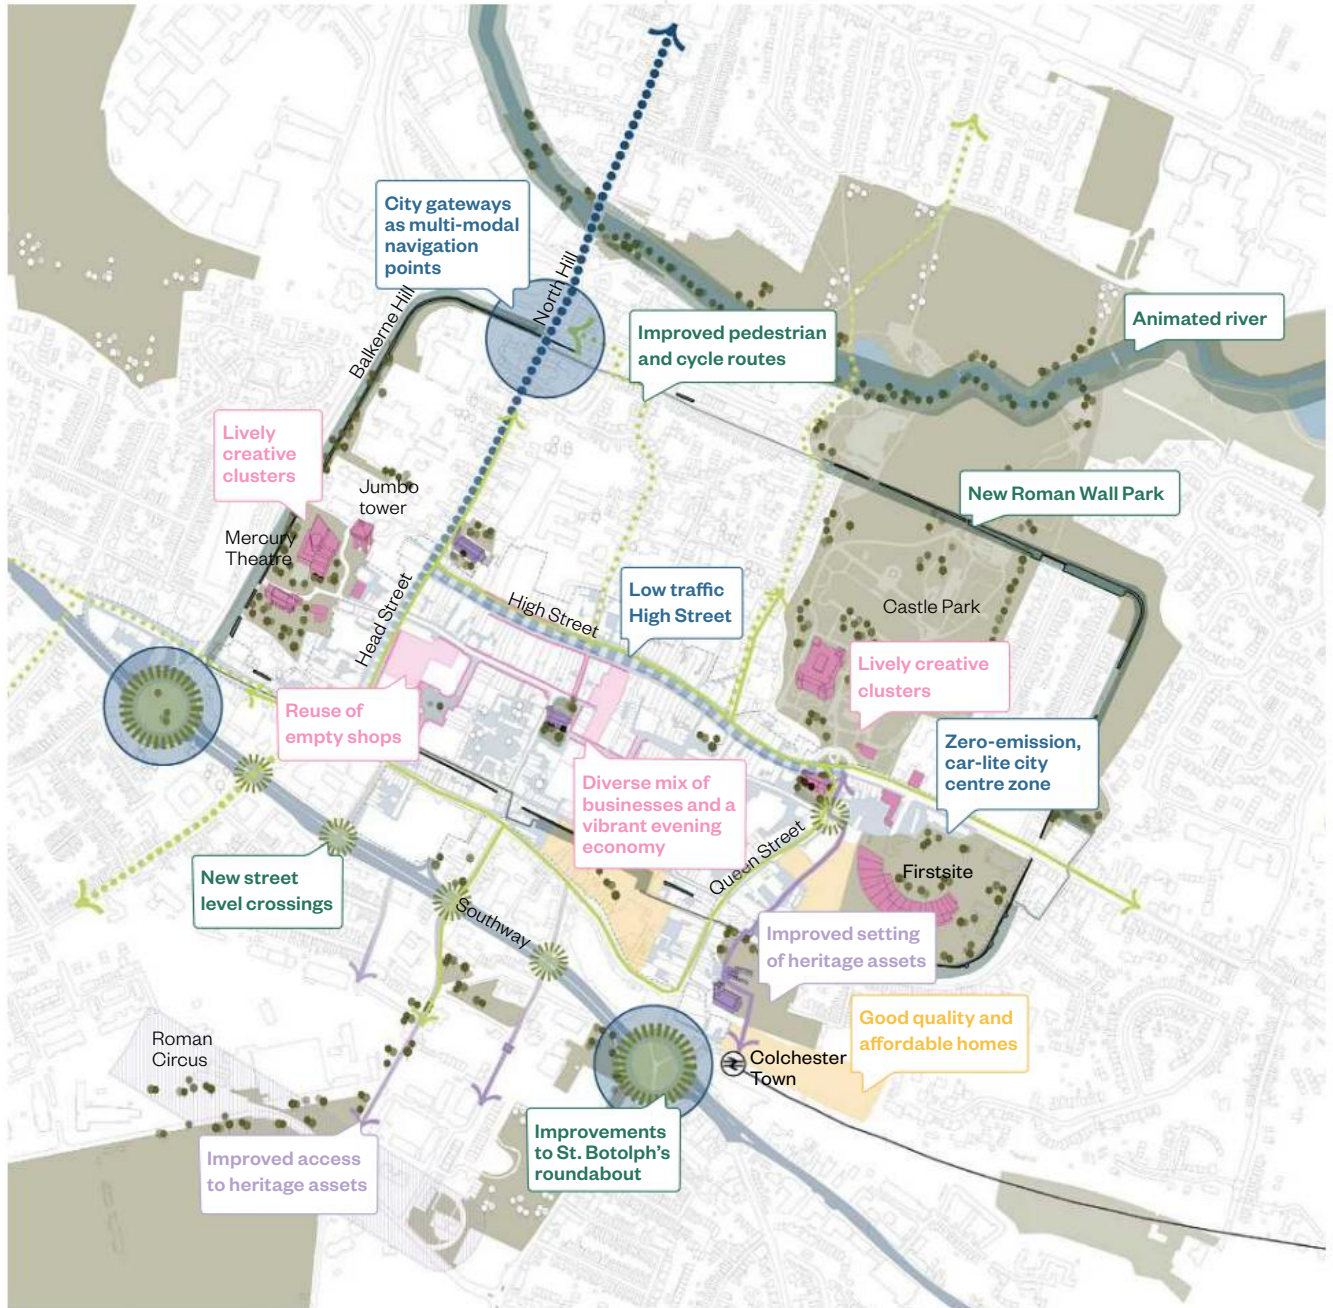 City gateways
as multi-modal
navigation
points
North Hill
Balkerne Hill
Improved pedestrian
and cycle routes
Animated river
Lively
creative
clusters
Jumbo
tower
New Roman Wall Park
Mercury
Theatre
Head Street
High Street
Low traffic
High Street
Castle Park
Lively creative
clusters
Reuse of
empty shops
Zero-emission,
car-lite city
centre zone
Diverse mix of
businesses and a
vibrant evening
economy
Queen Street
Firstsite
New street
level crossings
Southway
Improved setting
of heritage assets
Good quality and
affordable homes
Roman
Circus
Colchester
Town
Improvements
to St. Botolph's
roundabout
Improved access
to heritage assets